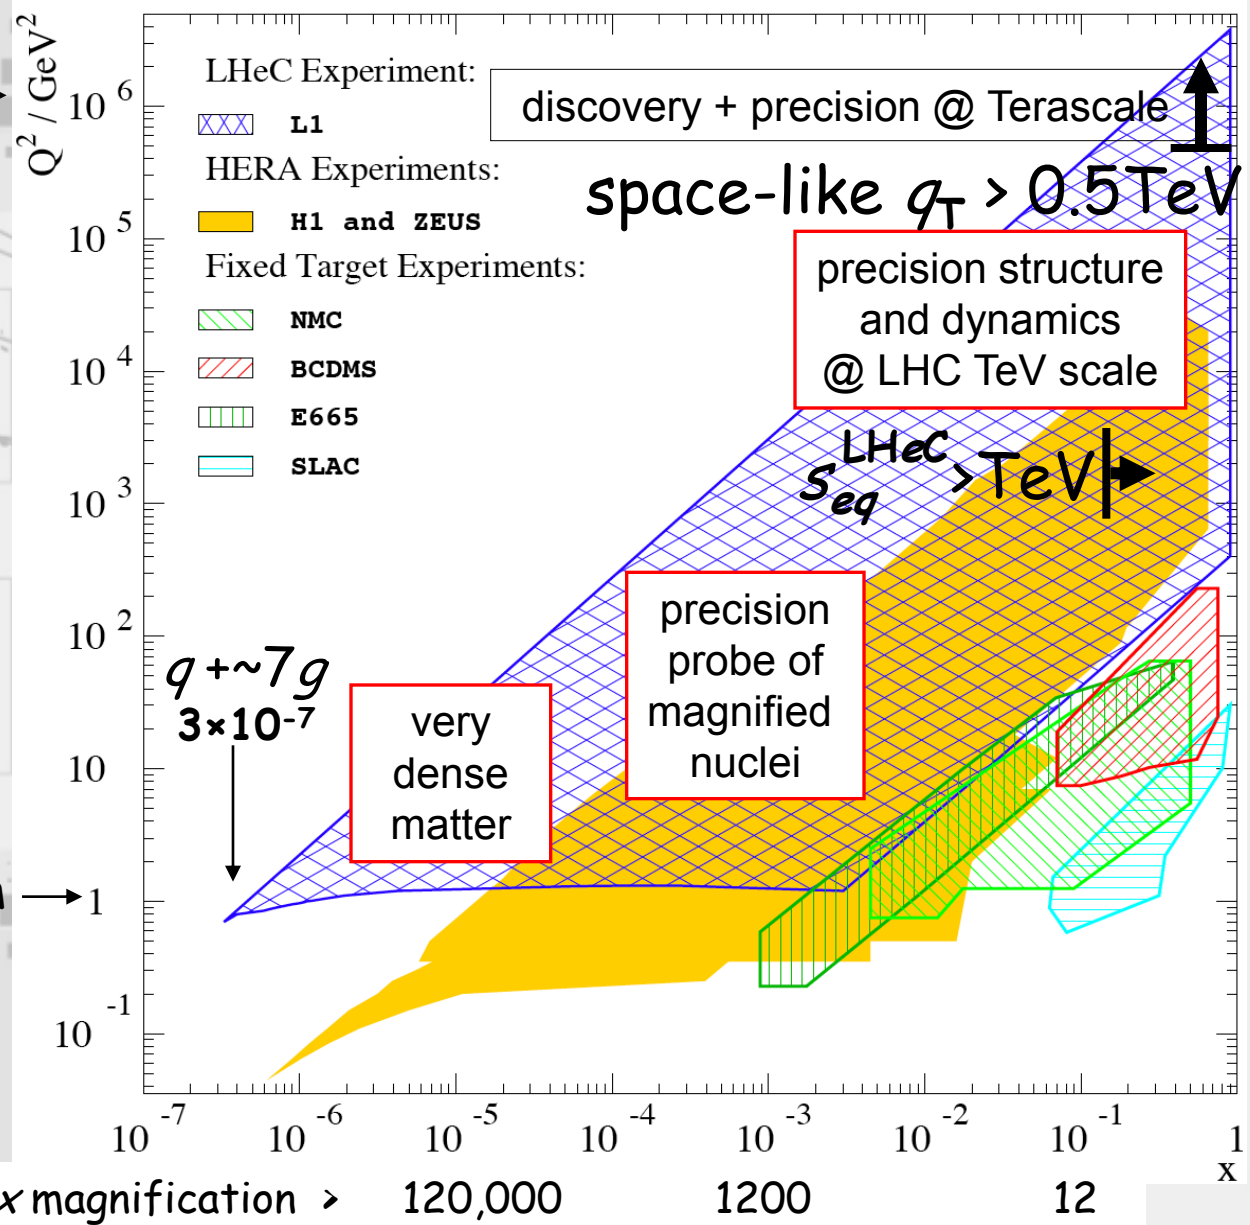 Q² / GeV²
LHeC Experiment:
L1
HERA Experiments:
H1 and ZEUS
Fixed Target Experiments:
NMC
BCDMS
E665
SLAC
discovery + precision @ Terascale
space-like qT > 0.5TeV
precision structure
and dynamics
@ LHC TeV scale
s_eq^LHeC > TeV
precision
probe of
magnified
nuclei
q +~7g
3×10⁻⁷
very
dense
matter
10⁶
10⁵
10⁴
10³
10²
10
1
10⁻¹
10⁻⁷ 10⁻⁶ 10⁻⁵ 10⁻⁴ 10⁻³ 10⁻² 10⁻¹ 1
x
x magnification > 120,000 1200 12